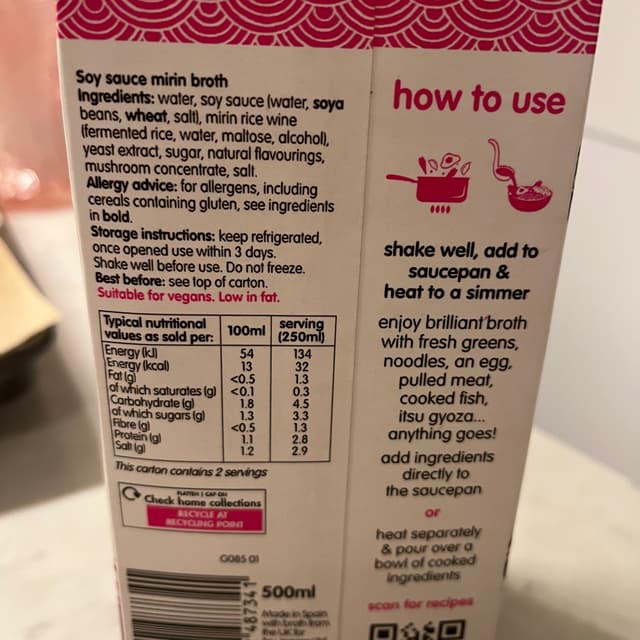 Soy sauce mirin broth
Ingredients: water, soy sauce (water, soya
beans, wheat, salt), mirin rice wine
(fermented rice, water, maltose, alcohol),
yeast extract, sugar, natural flavourings,
mushroom concentrate, salt.
Allergy advice: for allergens, including
cereals containing gluten, see ingredients
in bold.
Storage instructions: keep refrigerated,
once opened use within 3 days.
Shake well before use. Do not freeze.
Best before: see top of carton.
Suitable for vegans. Low in fat.
Typical nutritional values as sold per: 100ml serving (250ml)
Energy (kJ) 54 134
Energy (kcal) 13 32
Fat (g) <0.5 1.3
of which saturates (g) <0.1 0.3
Carbohydrate (g) 1.8 4.5
of which sugars (g) 1.3 3.3
Fibre (g) <0.5 1.3
Protein (g) 1.1 2.8
Salt (g) 1.2 2.9
This carton contains 2 servings
FLATTEN | CAP ON
Check home collections
RECYCLE AT
RECYCLING POINT
G085 01
487341
500ml
Made in Spain
with broth from
the UK for
how to use
shake well, add to
saucepan &
heat to a simmer
enjoy brilliant'broth
with fresh greens,
noodles, an egg,
pulled meat,
cooked fish,
itsu gyoza...
anything goes!
add ingredients
directly to
the saucepan
or
heat separately
& pour over a
bowl of cooked
ingredients
scan for recipes